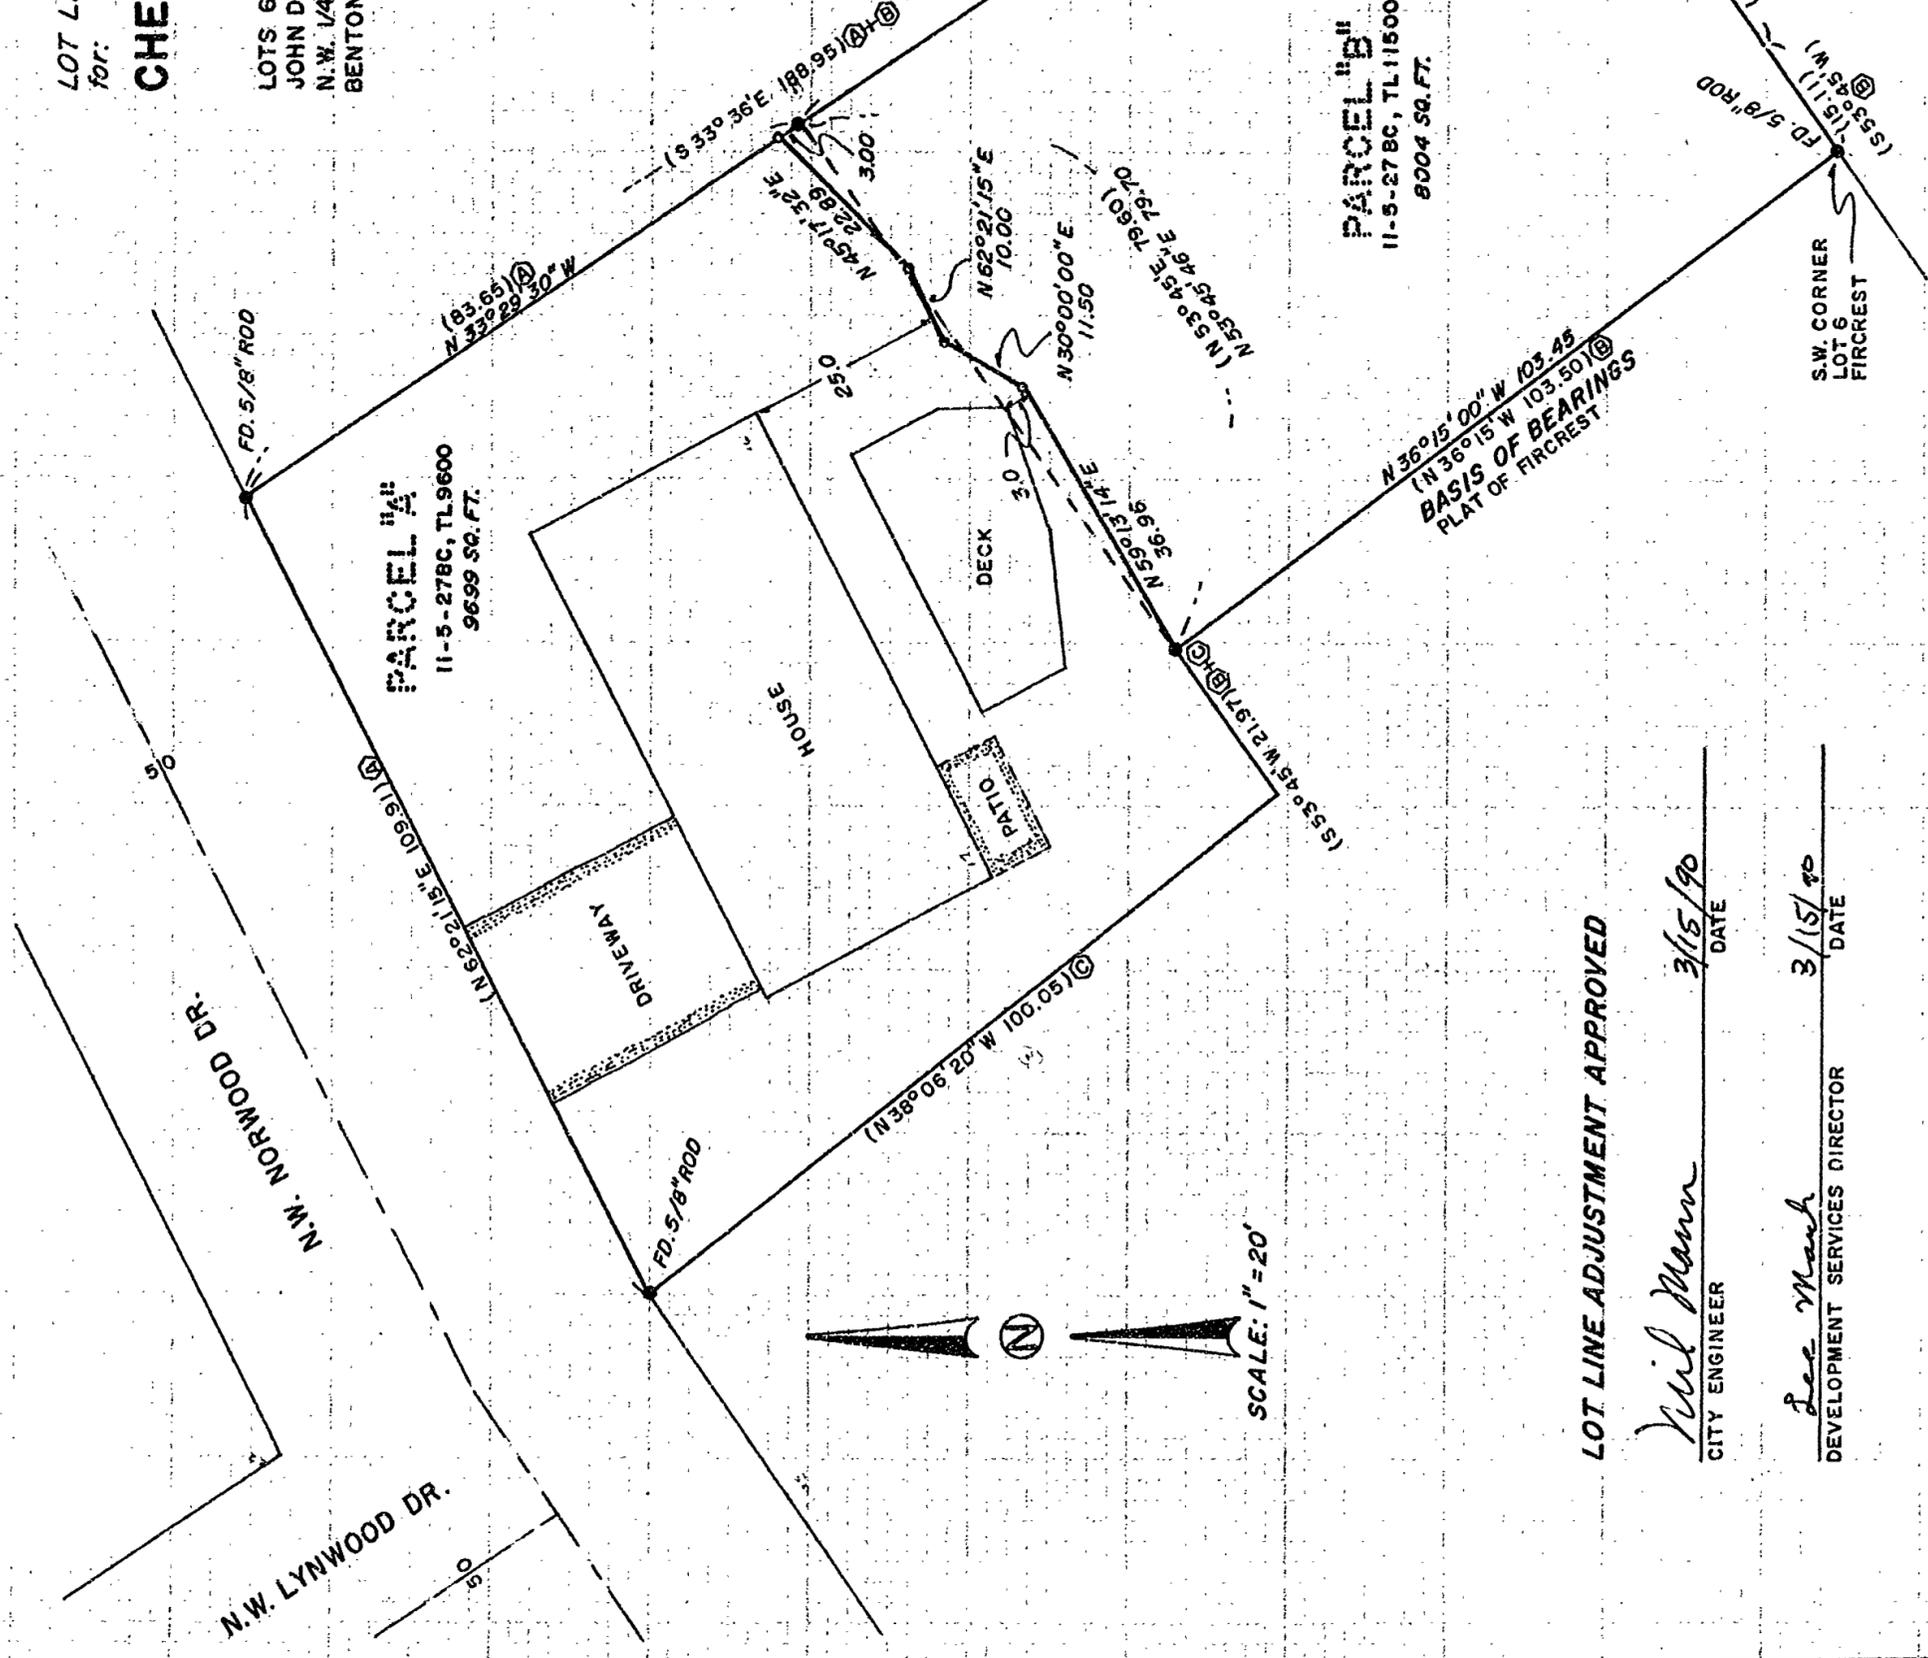 LOT L
for:
CHE
LOTS 6
JOHN D
N.W. 1/4
BENTON
(S 33° 36'E 188.95) A+B
FD. 5/8" ROD
(83.65) A
N 33° 29' 30" W
N 45° 17' 32" E
22.89
3.00
N 62° 21' 15" E
10.00
N 30° 00' 00" E
11.50
(N 53° 45'E 79.60)
N 53° 45' 46" E 79.70
PARCEL "B"
11-5-27BC, TL11500
8004 SQ. FT.
FD. 5/8" ROD
(15.11)
(S 53° 45' W) B
S.W. CORNER
LOT 6
FIRCREST
N 36° 15' 00" W 103.45
(N 36° 15' W 103.50) B
BASIS OF BEARINGS
PLAT OF FIRCREST
PARCEL "A"
11-5-27BC, TL9600
9699 SQ. FT.
25.0
3.0
DECK
N 59° 13' 14" E
36.96
HOUSE
PATIO
DRIVEWAY
(N 62° 21' 15" E 109.91) A
50
N.W. NORWOOD DR.
(S 53° 45' W 21.97) B+C
(N 38° 06' 20" W 100.05) C
FD. 5/8" ROD
N.W. LYNWOOD DR.
50
N
SCALE: 1" = 20'
LOT LINE ADJUSTMENT APPROVED
3/15/90
CITY ENGINEER DATE
3/15/90
DEVELOPMENT SERVICES DIRECTOR DATE